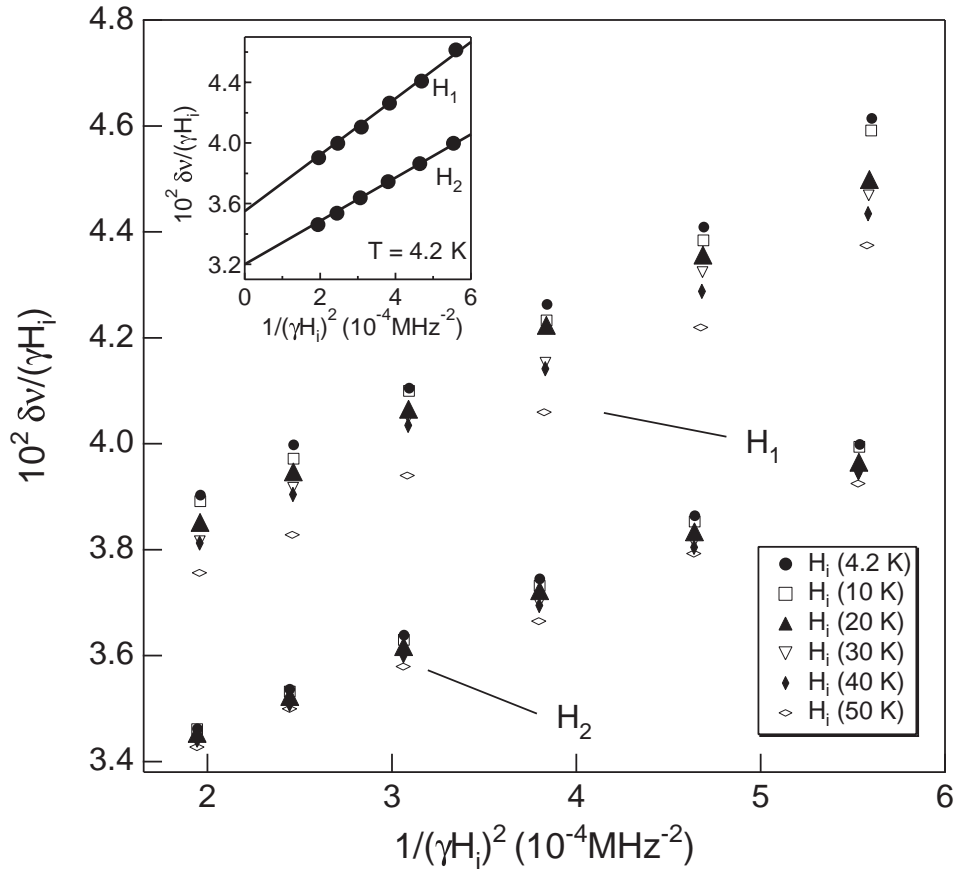 4.8
4.6
4.4
4.2
4.0
3.8
3.6
3.4
10² δν/(γHᵢ)
2
3
4
5
6
1/(γHᵢ)² (10⁻⁴MHz⁻²)
4.4
4.0
3.6
3.2
10² δν/(γHᵢ)
H₁
H₂
T = 4.2 K
0
2
4
6
1/(γHᵢ)² (10⁻⁴MHz⁻²)
H₁
H₂
Hᵢ (4.2 K)
Hᵢ (10 K)
Hᵢ (20 K)
Hᵢ (30 K)
Hᵢ (40 K)
Hᵢ (50 K)